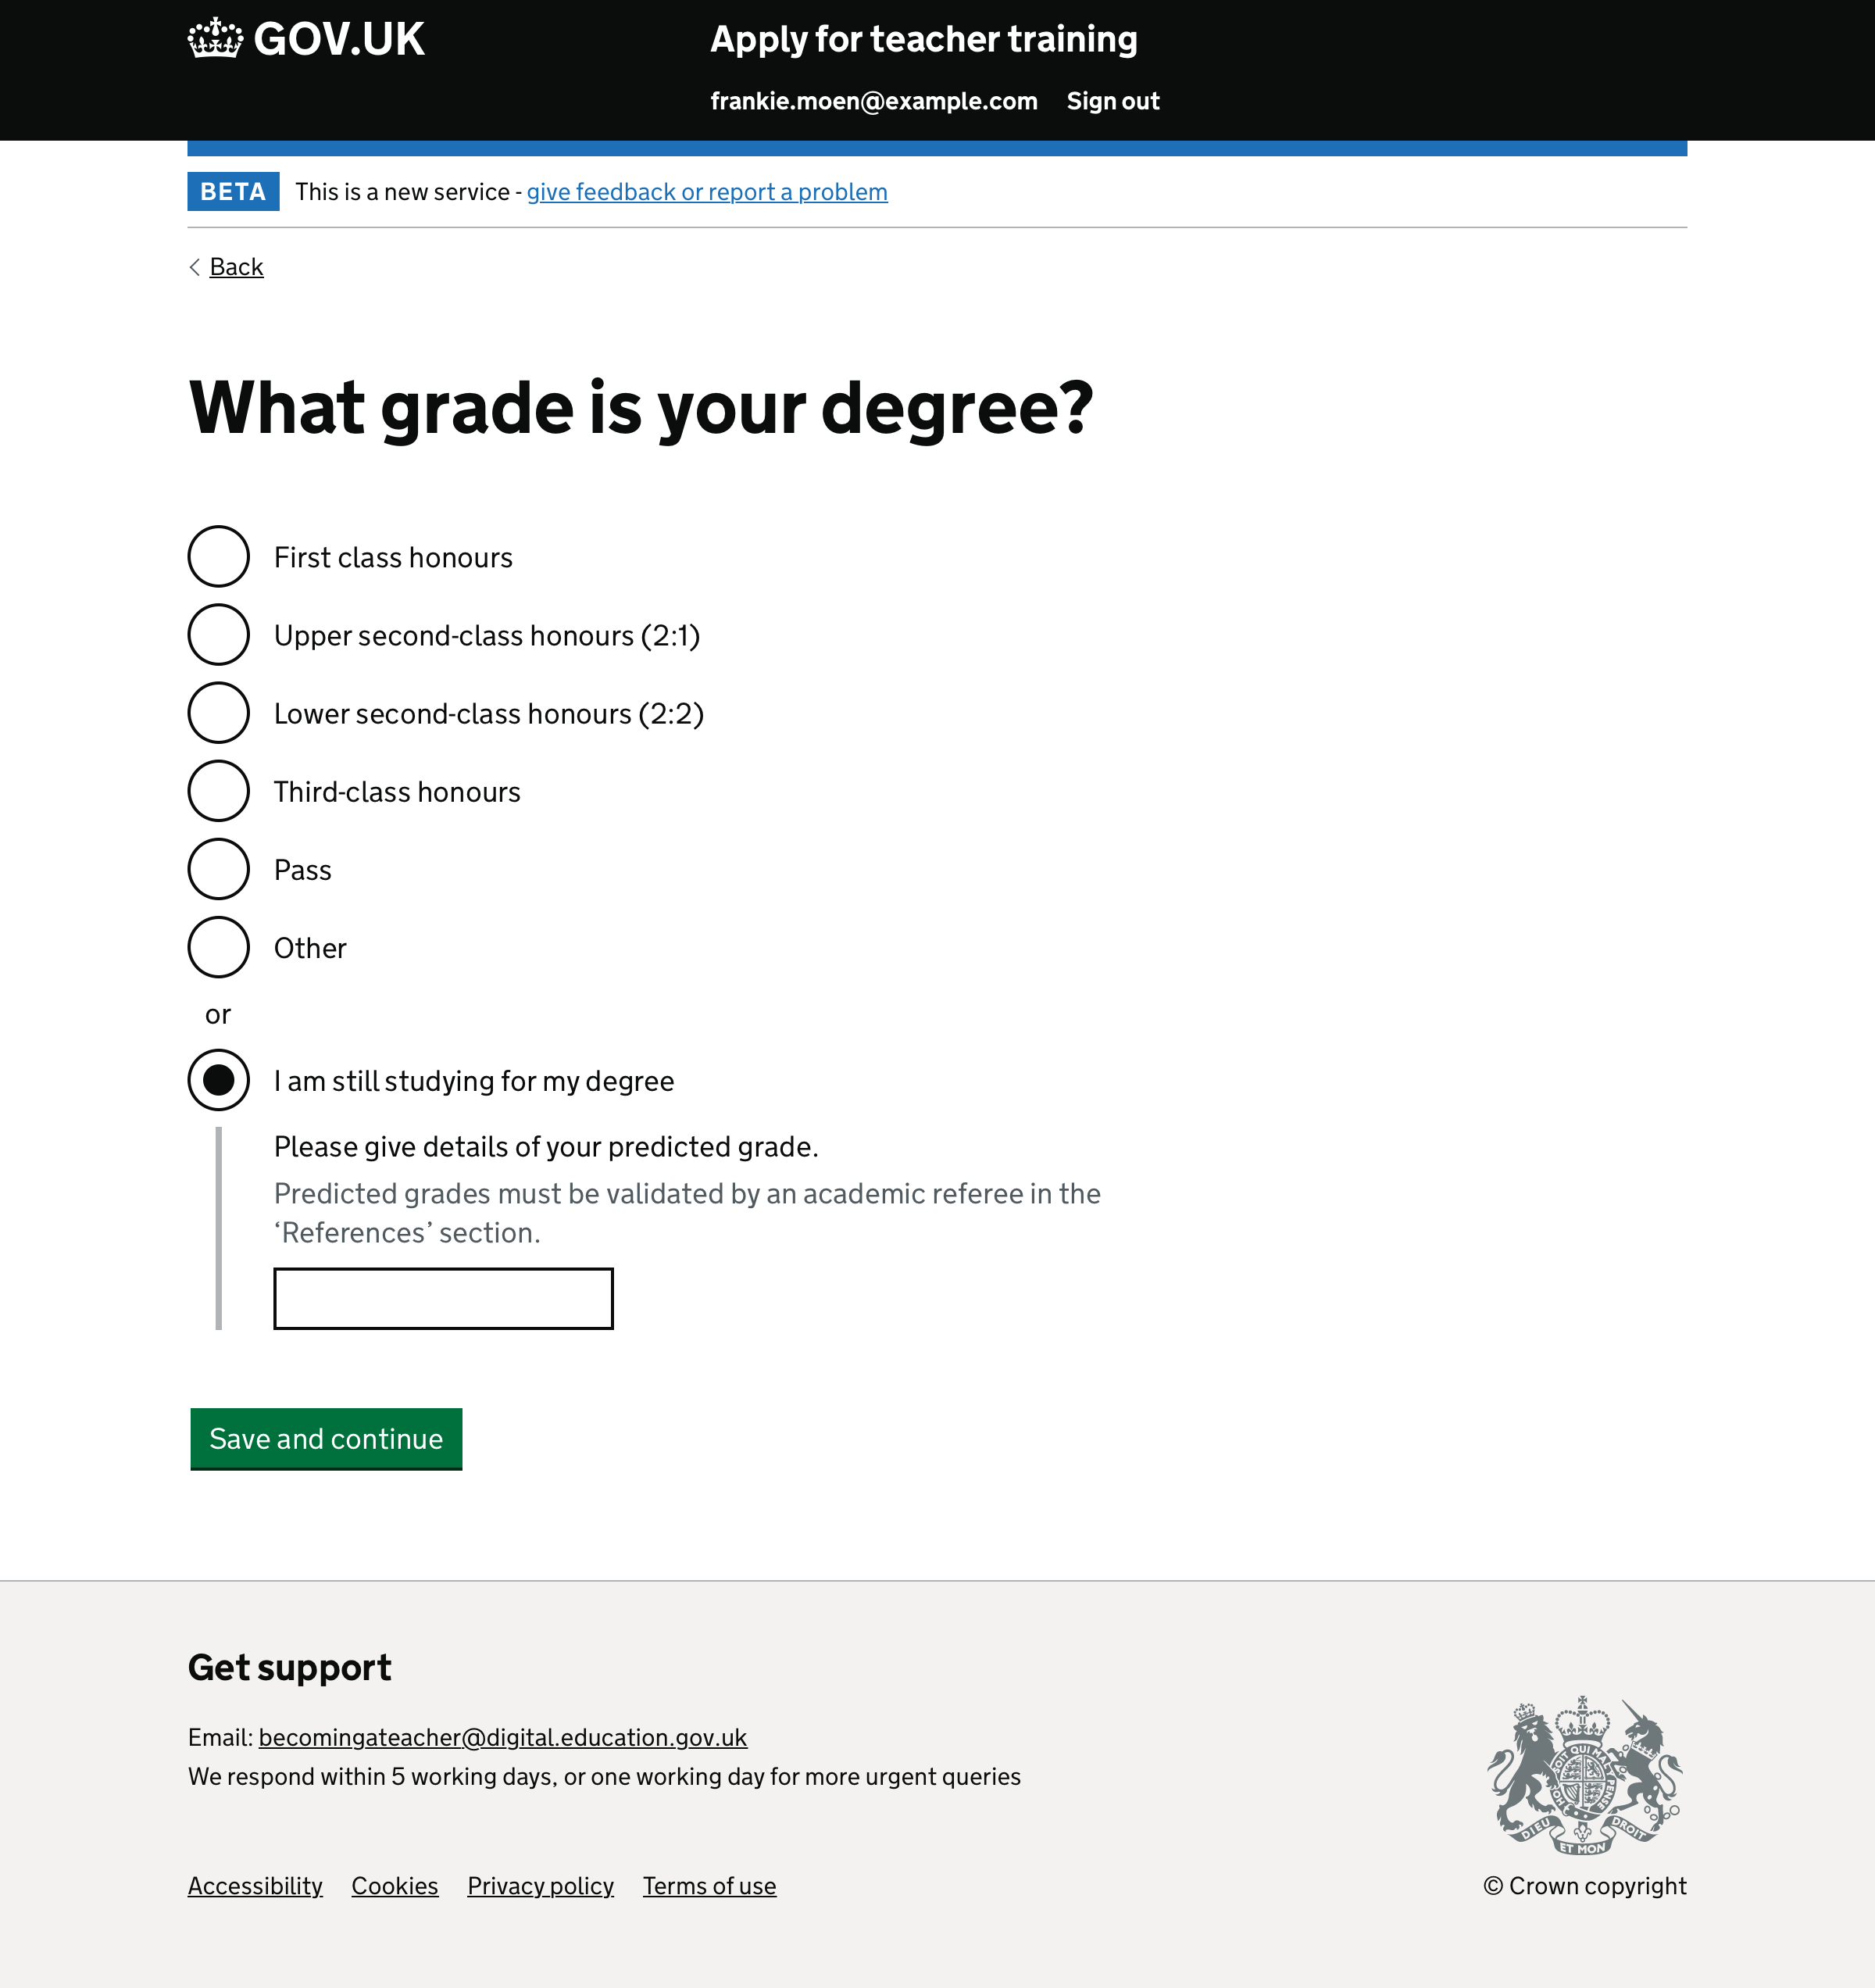 GOV.UK
Apply for teacher training
frankie.moen@example.com Sign out
BETA This is a new service - give feedback or report a problem
Back
What grade is your degree?
First class honours
Upper second-class honours (2:1)
Lower second-class honours (2:2)
Third-class honours
Pass
Other
or
I am still studying for my degree
Please give details of your predicted grade.
Predicted grades must be validated by an academic referee in the
‘References’ section.
Save and continue
Get support
Email: becomingateacher@digital.education.gov.uk
We respond within 5 working days, or one working day for more urgent queries
DIEU ET MON DROIT
Accessibility Cookies Privacy policy Terms of use
© Crown copyright